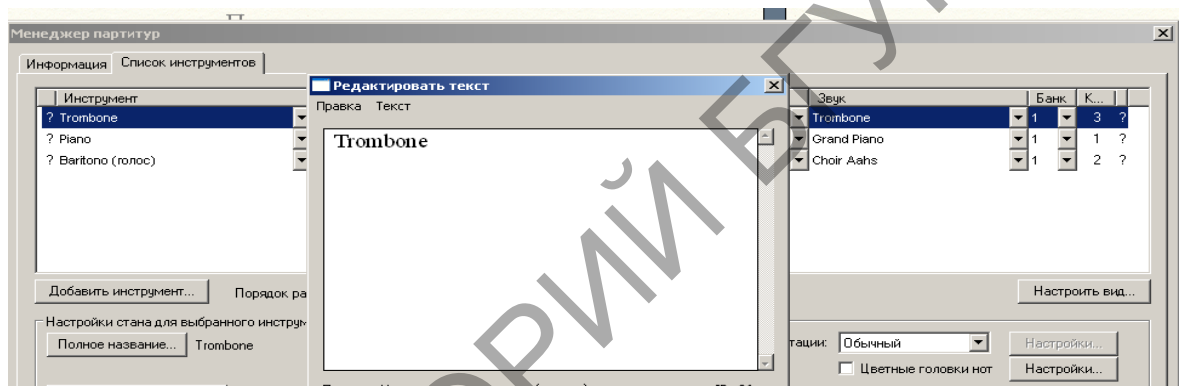 Менеджер партитур
Информация Список инструментов
Редактировать текст
Правка Текст
Trombone
Инструмент Звук Банк К...
? Trombone Trombone 1 3 ?
? Piano Grand Piano 1 1 ?
? Baritono (голос) Choir Aahs 1 2 ?
Добавить инструмент... Порядок ра Настроить вид...
Настройки стана для выбранного инструм
Полное название... Trombone тации: Обычный Настройки...
Цветные головки нот Настройки...
ОРИЙ БГУ